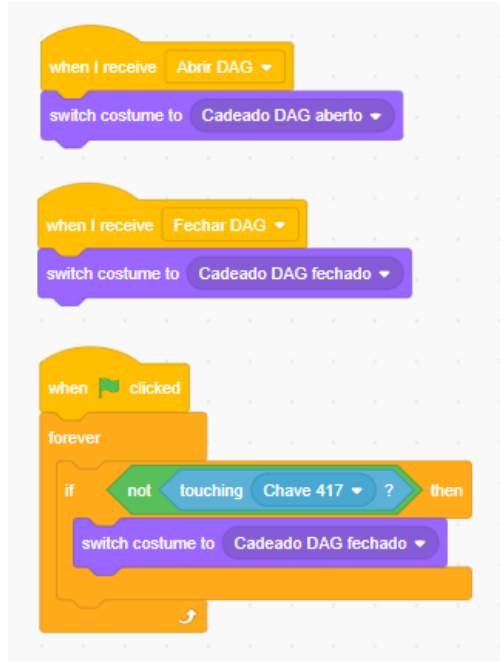 when I receive Abrir DAG
switch costume to Cadeado DAG aberto
when I receive Fechar DAG
switch costume to Cadeado DAG fechado
when clicked
forever
if not touching Chave 417 ? then
switch costume to Cadeado DAG fechado